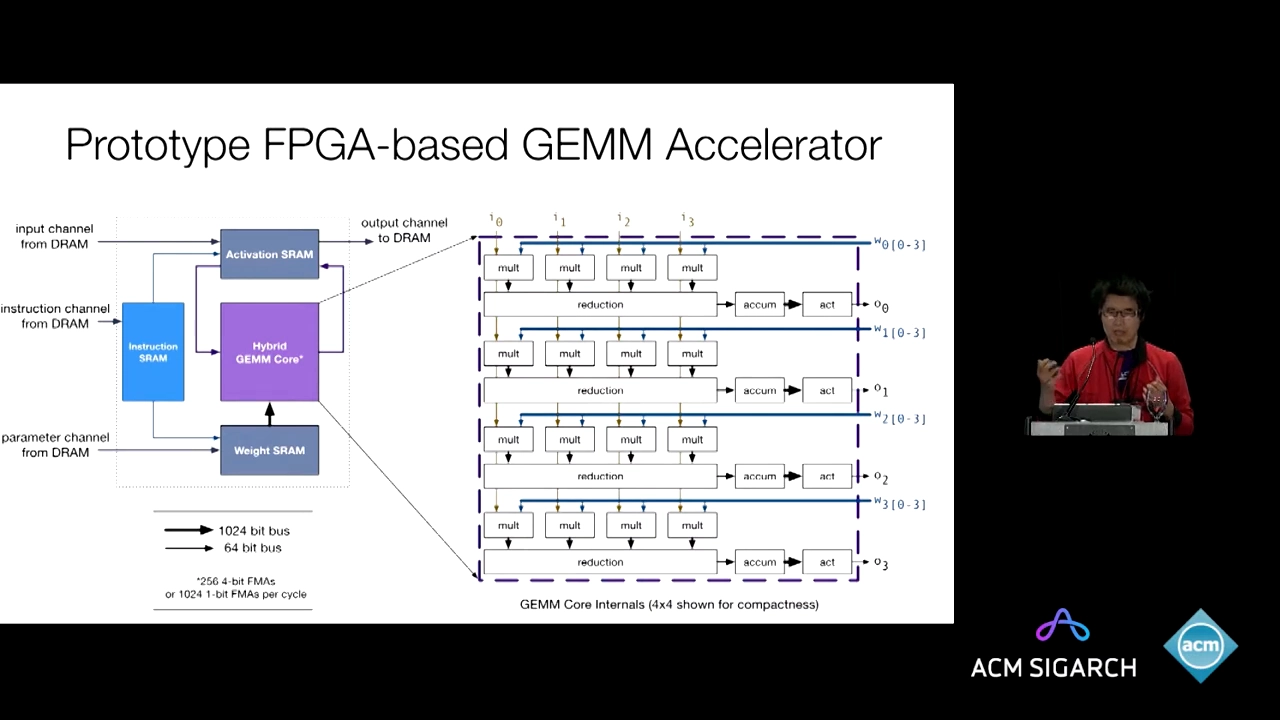 Prototype FPGA-based GEMM Accelerator
input channel
from DRAM
output channel
to DRAM
Activation SRAM
instruction channel
from DRAM
Instruction
SRAM
Hybrid
GEMM Core*
parameter channel
from DRAM
Weight SRAM
1024 bit bus
64 bit bus
*256 4-bit FMAs
or 1024 1-bit FMAs per cycle
i0 i1 i2 i3
w0[0-3]
mult mult mult mult
reduction accum act o0
w1[0-3]
mult mult mult mult
reduction accum act o1
w2[0-3]
mult mult mult mult
reduction accum act o2
w3[0-3]
mult mult mult mult
reduction accum act o3
GEMM Core Internals (4x4 shown for compactness)
ACM SIGARCH
acm